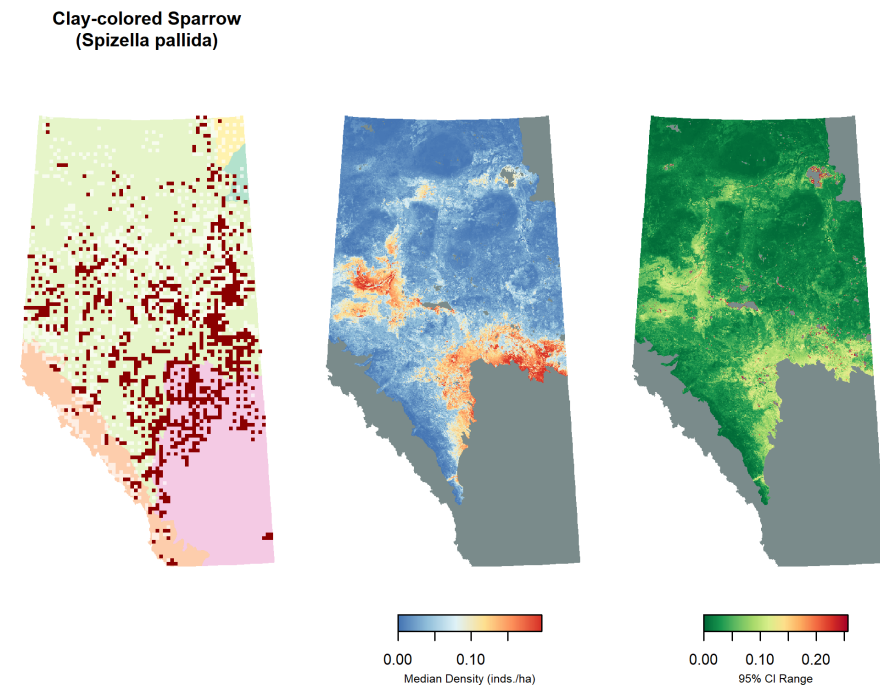 Clay-colored Sparrow
(Spizella pallida)
0.00 0.10
Median Density (inds./ha)
0.00 0.10 0.20
95% CI Range